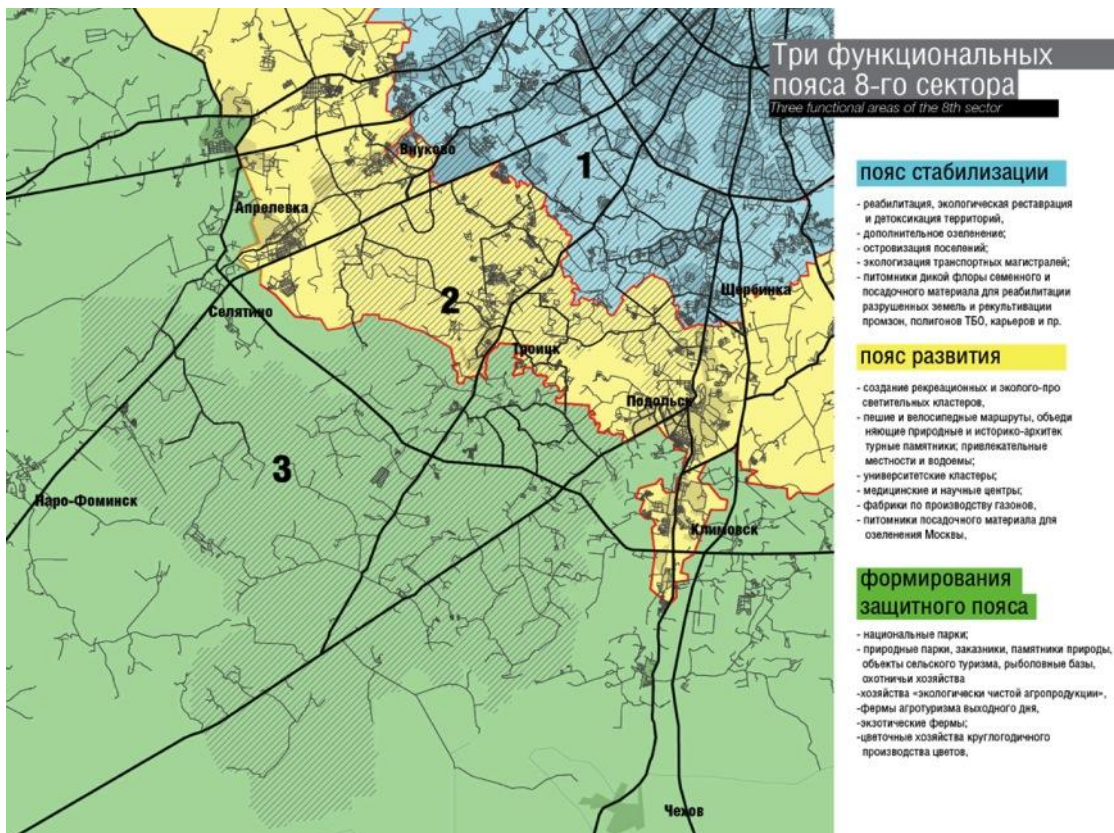 Три функциональных
пояса 8-го сектора
Three functional areas of the 8th sector
Внуково
1
Апрелевка
2
Щербинка
Селятино
Троицк
Подольск
3
Наро-Фоминск
Климовск
Чехов
пояс стабилизации
- реабилитация, экологическая реставрация
и детоксикация территорий,
- дополнительное озеленение;
- островизация поселений;
- экологизация транспортных магистралей;
- питомники дикой флоры семенного и
посадочного материала для реабилитации
разрушенных земель и рекультивации
промзон, полигонов ТБО, карьеров и пр.
пояс развития
- создание рекреационных и эколого-про
светительных кластеров,
- пешие и велосипедные маршруты, объеди
няющие природные и историко-архитек
турные памятники; привлекательные
местности и водоемы;
- университетские кластеры;
- медицинские и научные центры;
- фабрики по производству газонов,
- питомники посадочного материала для
озеленения Москвы,
формирования
защитного пояса
- национальные парки;
- природные парки, заказники, памятники природы,
объекты сельского туризма, рыболовные базы,
охотничьи хозяйства
-хозяйства «экологически чистой агропродукции»,
-фермы агротуризма выходного дня,
-экзотические фермы;
-цветочные хозяйства круглогодичного
производства цветов,